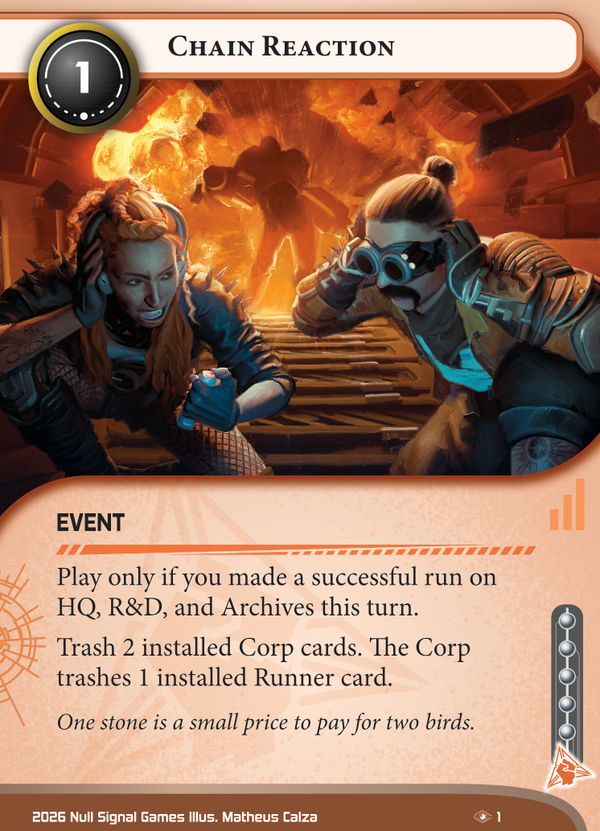 Chain Reaction
1
EVENT
Play only if you made a successful run on
HQ, R&D, and Archives this turn.
Trash 2 installed Corp cards. The Corp
trashes 1 installed Runner card.
One stone is a small price to pay for two birds.
2026 Null Signal Games Illus. Matheus Calza
1